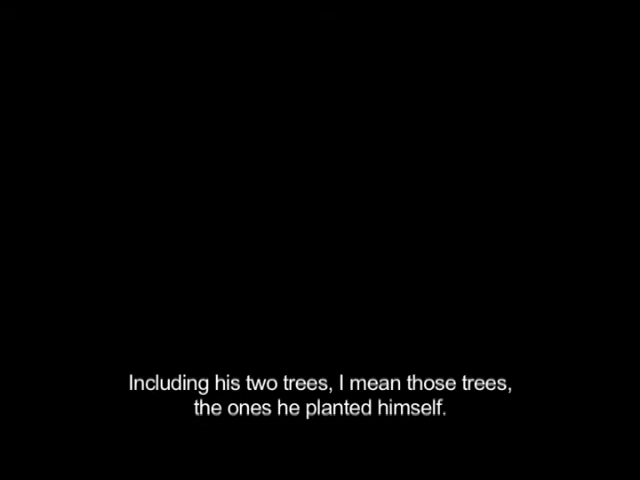 Including his two trees, I mean those trees,
the ones he planted himself.